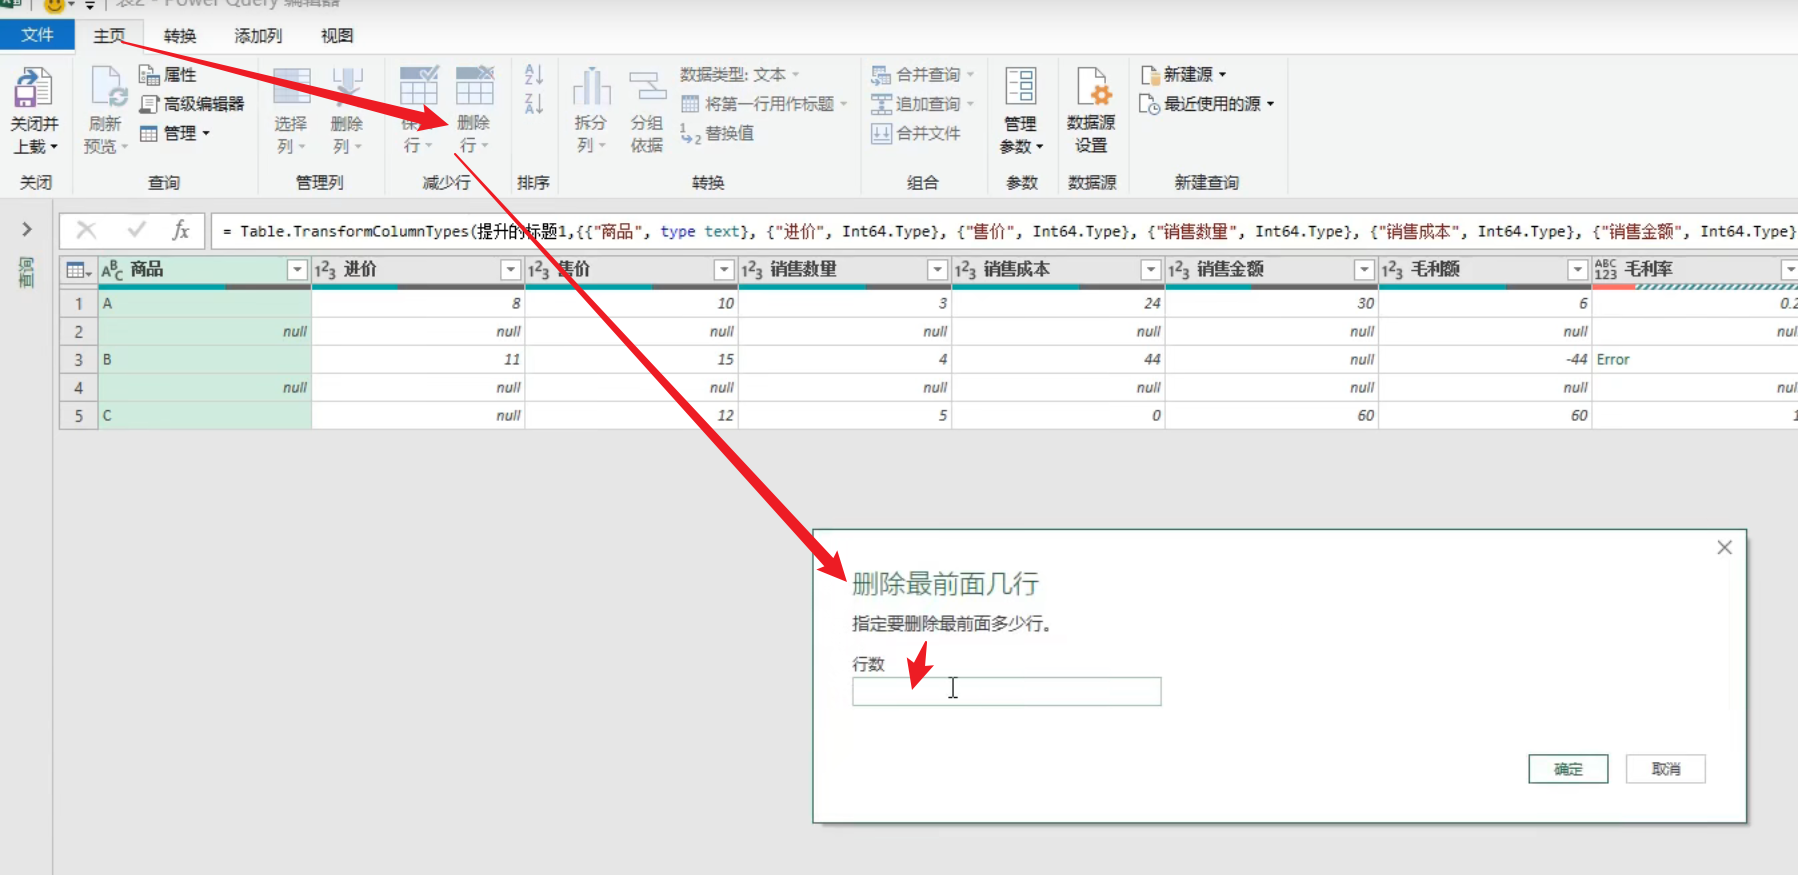 表2 - Power Query 编辑器
文件 主页 转换 添加列 视图
关闭并上载
刷新预览
属性
高级编辑器
管理
选择列
删除列
行
删除行
拆分列
分组依据
数据类型: 文本
将第一行用作标题
替换值
合并查询
追加查询
合并文件
管理参数
数据源设置
新建源
最近使用的源
关闭 查询 管理列 减少行 排序 转换 组合 参数 数据源 新建查询
查询
fx = Table.TransformColumnTypes(提升的标题1,{{"商品", type text}, {"进价", Int64.Type}, {"售价", Int64.Type}, {"销售数量", Int64.Type}, {"销售成本", Int64.Type}, {"销售金额", Int64.Type}
ABC 商品 123 进价 123 售价 123 销售数量 123 销售成本 123 销售金额 123 毛利额 ABC123 毛利率
1 A 8 10 3 24 30 6 0.2
2 null null null null null null null nul
3 B 11 15 4 44 null -44 Error
4 null null null null null null null nul
5 C null 12 5 0 60 60 1
删除最前面几行
指定要删除最前面多少行。
行数
确定 取消